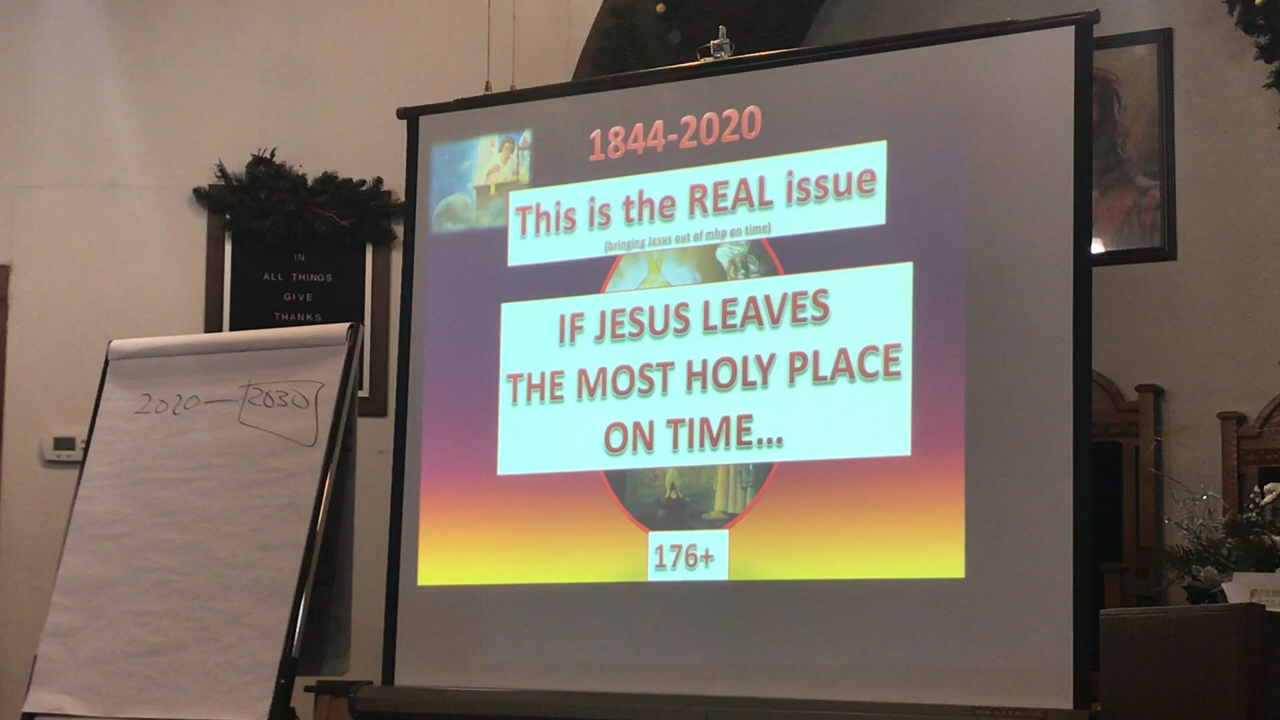 1844-2020
This is the REAL issue
(bringing Jesus out of mhp on time)
IF JESUS LEAVES
THE MOST HOLY PLACE
ON TIME...
176+
IN
ALL THINGS
GIVE
THANKS
2020 — 2030